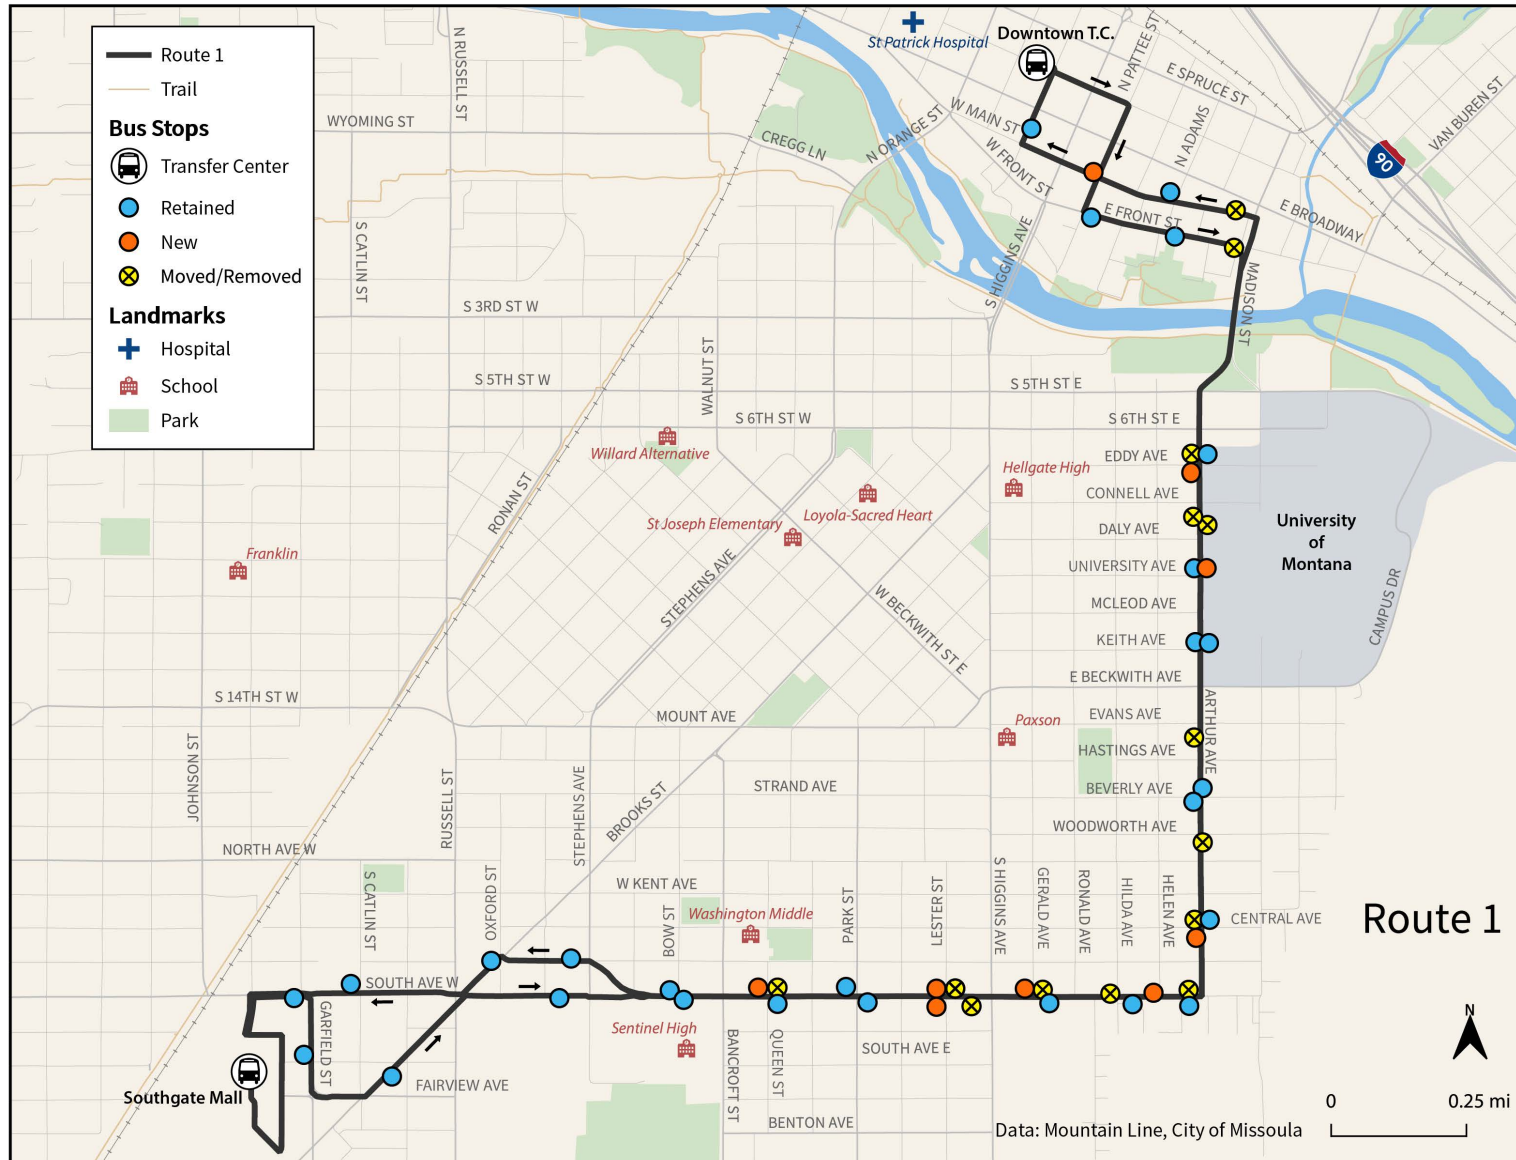 Route 1
Trail
Bus Stops
Transfer Center
Retained
New
Moved/Removed
Landmarks
Hospital
School
Park
St Patrick Hospital
Downtown T.C.
N PATTEE ST
E SPRUCE ST
N RUSSELL ST
WYOMING ST
CREGG LN
N ORANGE ST
W MAIN ST
W FRONT ST
N ADAMS
VAN BUREN ST
90
E FRONT ST
E BROADWAY
S CATLIN ST
S HIGGINS AVE
MADISON ST
S 3RD ST W
WALNUT ST
S 5TH ST W
S 5TH ST E
S 6TH ST W
S 6TH ST E
Willard Alternative
EDDY AVE
Hellgate High
CONNELL AVE
RONAN ST
St Joseph Elementary
Loyola-Sacred Heart
DALY AVE
University
of
Montana
Franklin
UNIVERSITY AVE
STEPHENS AVE
W BECKWITH ST E
MCLEOD AVE
CAMPUS DR
KEITH AVE
E BECKWITH AVE
S 14TH ST W
MOUNT AVE
Paxson
EVANS AVE
ARTHUR AVE
HASTINGS AVE
JOHNSON ST
RUSSELL ST
STEPHENS AVE
BROOKS ST
STRAND AVE
BEVERLY AVE
WOODWORTH AVE
NORTH AVE W
S CATLIN ST
OXFORD ST
W KENT AVE
BOW ST
Washington Middle
PARK ST
LESTER ST
S HIGGINS AVE
GERALD AVE
RONALD AVE
HILDA AVE
HELEN AVE
CENTRAL AVE
Route 1
SOUTH AVE W
GARFIELD ST
Sentinel High
BANCROFT ST
QUEEN ST
SOUTH AVE E
N
Southgate Mall
FAIRVIEW AVE
BENTON AVE
0
0.25 mi
Data: Mountain Line, City of Missoula